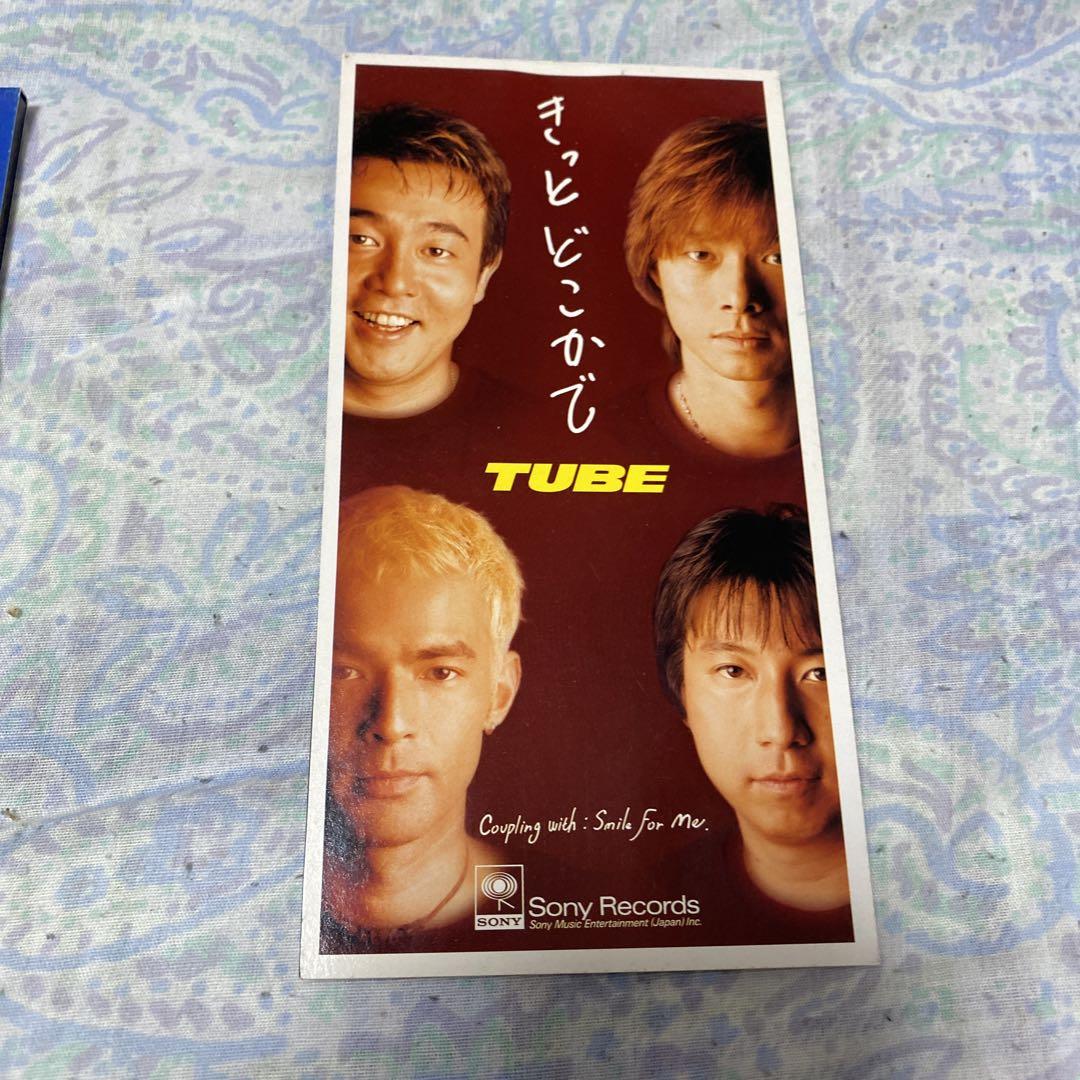 きっと どこかで
TUBE
Coupling with : Smile For Me.
SONY
Sony Records
Sony Music Entertainment (Japan) Inc.